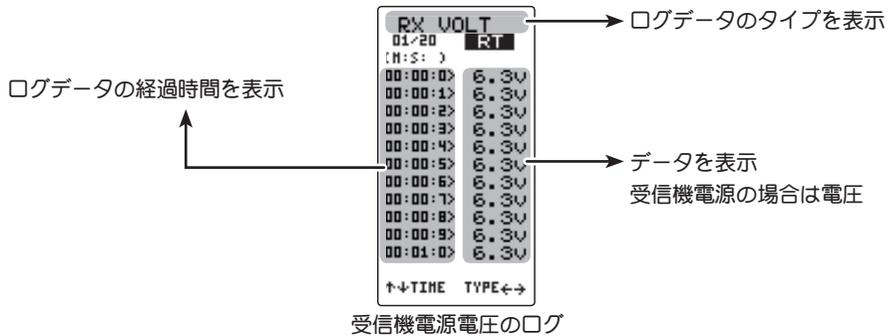 RX VOLT
ログデータのタイプを表示
01/20 RT
(M:S: )
ログデータの経過時間を表示
00:00:0> 6.3V
00:00:1> 6.3V
00:00:2> 6.3V
00:00:3> 6.3V
00:00:4> 6.3V
00:00:5> 6.3V
00:00:6> 6.3V
00:00:7> 6.3V
00:00:8> 6.3V
00:00:9> 6.3V
00:01:0> 6.3V
データを表示
受信機電源の場合は電圧
↑↓TIME TYPE←→
受信機電源電圧のログ